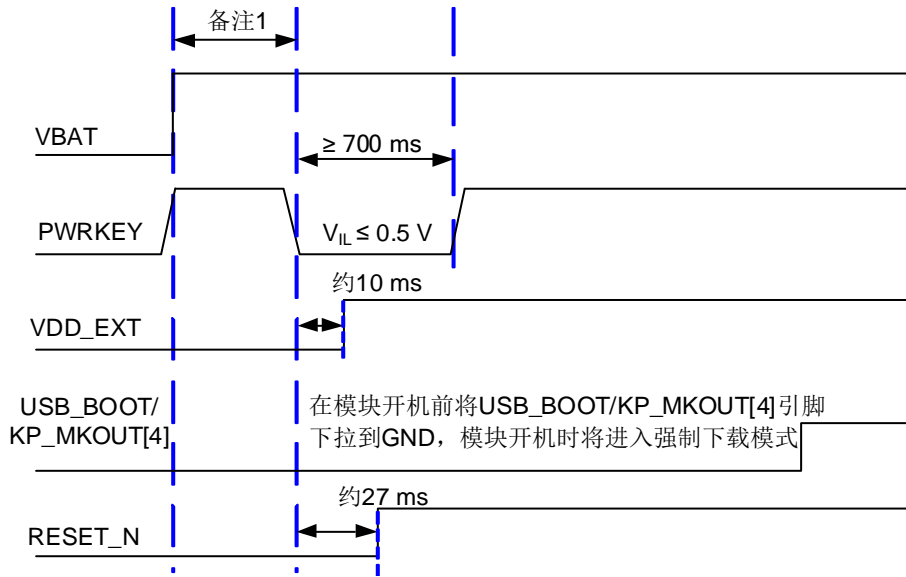 备注1
VBAT
≥ 700 ms
PWRKEY
VIL ≤ 0.5 V
约10 ms
VDD_EXT
USB_BOOT/
KP_MKOUT[4]
在模块开机前将USB_BOOT/KP_MKOUT[4]引脚
下拉到GND，模块开机时将进入强制下载模式
约27 ms
RESET_N